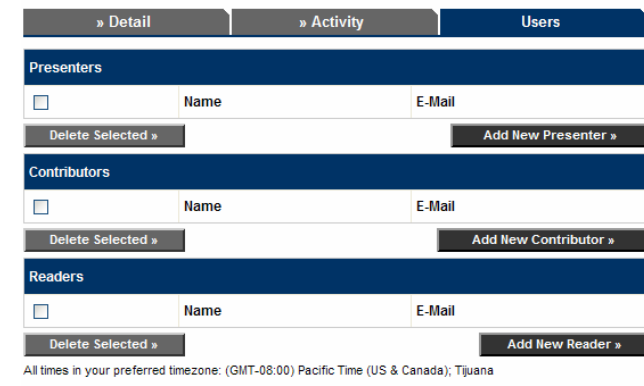 » Detail » Activity Users
Presenters
Name E-Mail
Delete Selected » Add New Presenter »
Contributors
Name E-Mail
Delete Selected » Add New Contributor »
Readers
Name E-Mail
Delete Selected » Add New Reader »
All times in your preferred timezone: (GMT-08:00) Pacific Time (US & Canada); Tijuana